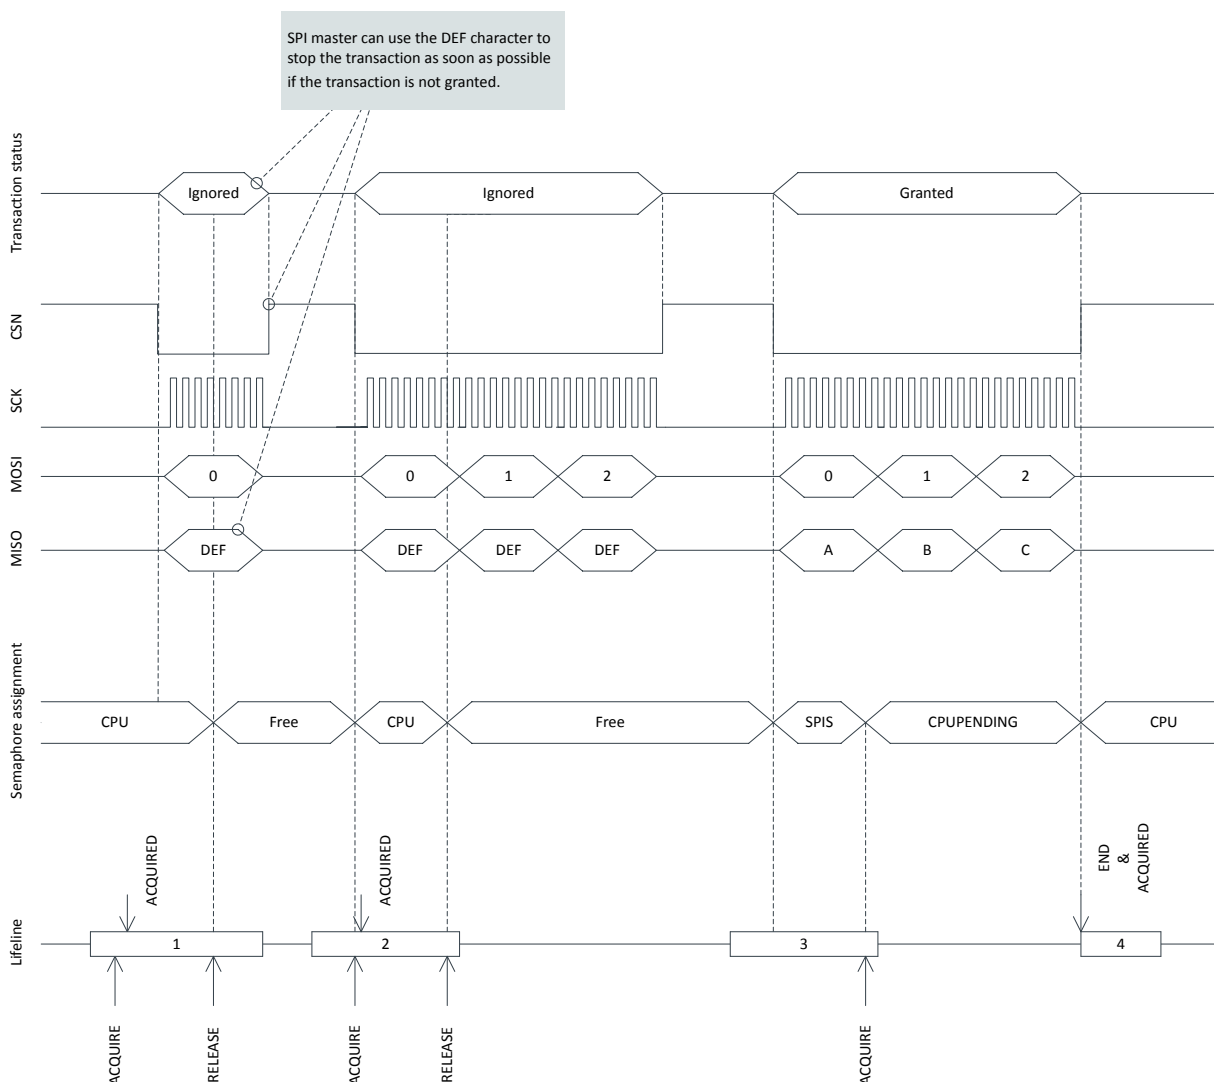 SPI master can use the DEF character to
stop the transaction as soon as possible
if the transaction is not granted.
Transaction status
Ignored
Ignored
Granted
CSN
SCK
MOSI
0
0
1
2
0
1
2
MISO
DEF
DEF
DEF
DEF
A
B
C
Semaphore assignment
CPU
Free
CPU
Free
SPIS
CPUPENDING
CPU
ACQUIRED
ACQUIRED
END
&
ACQUIRED
Lifeline
1
2
3
4
ACQUIRE
RELEASE
ACQUIRE
RELEASE
ACQUIRE